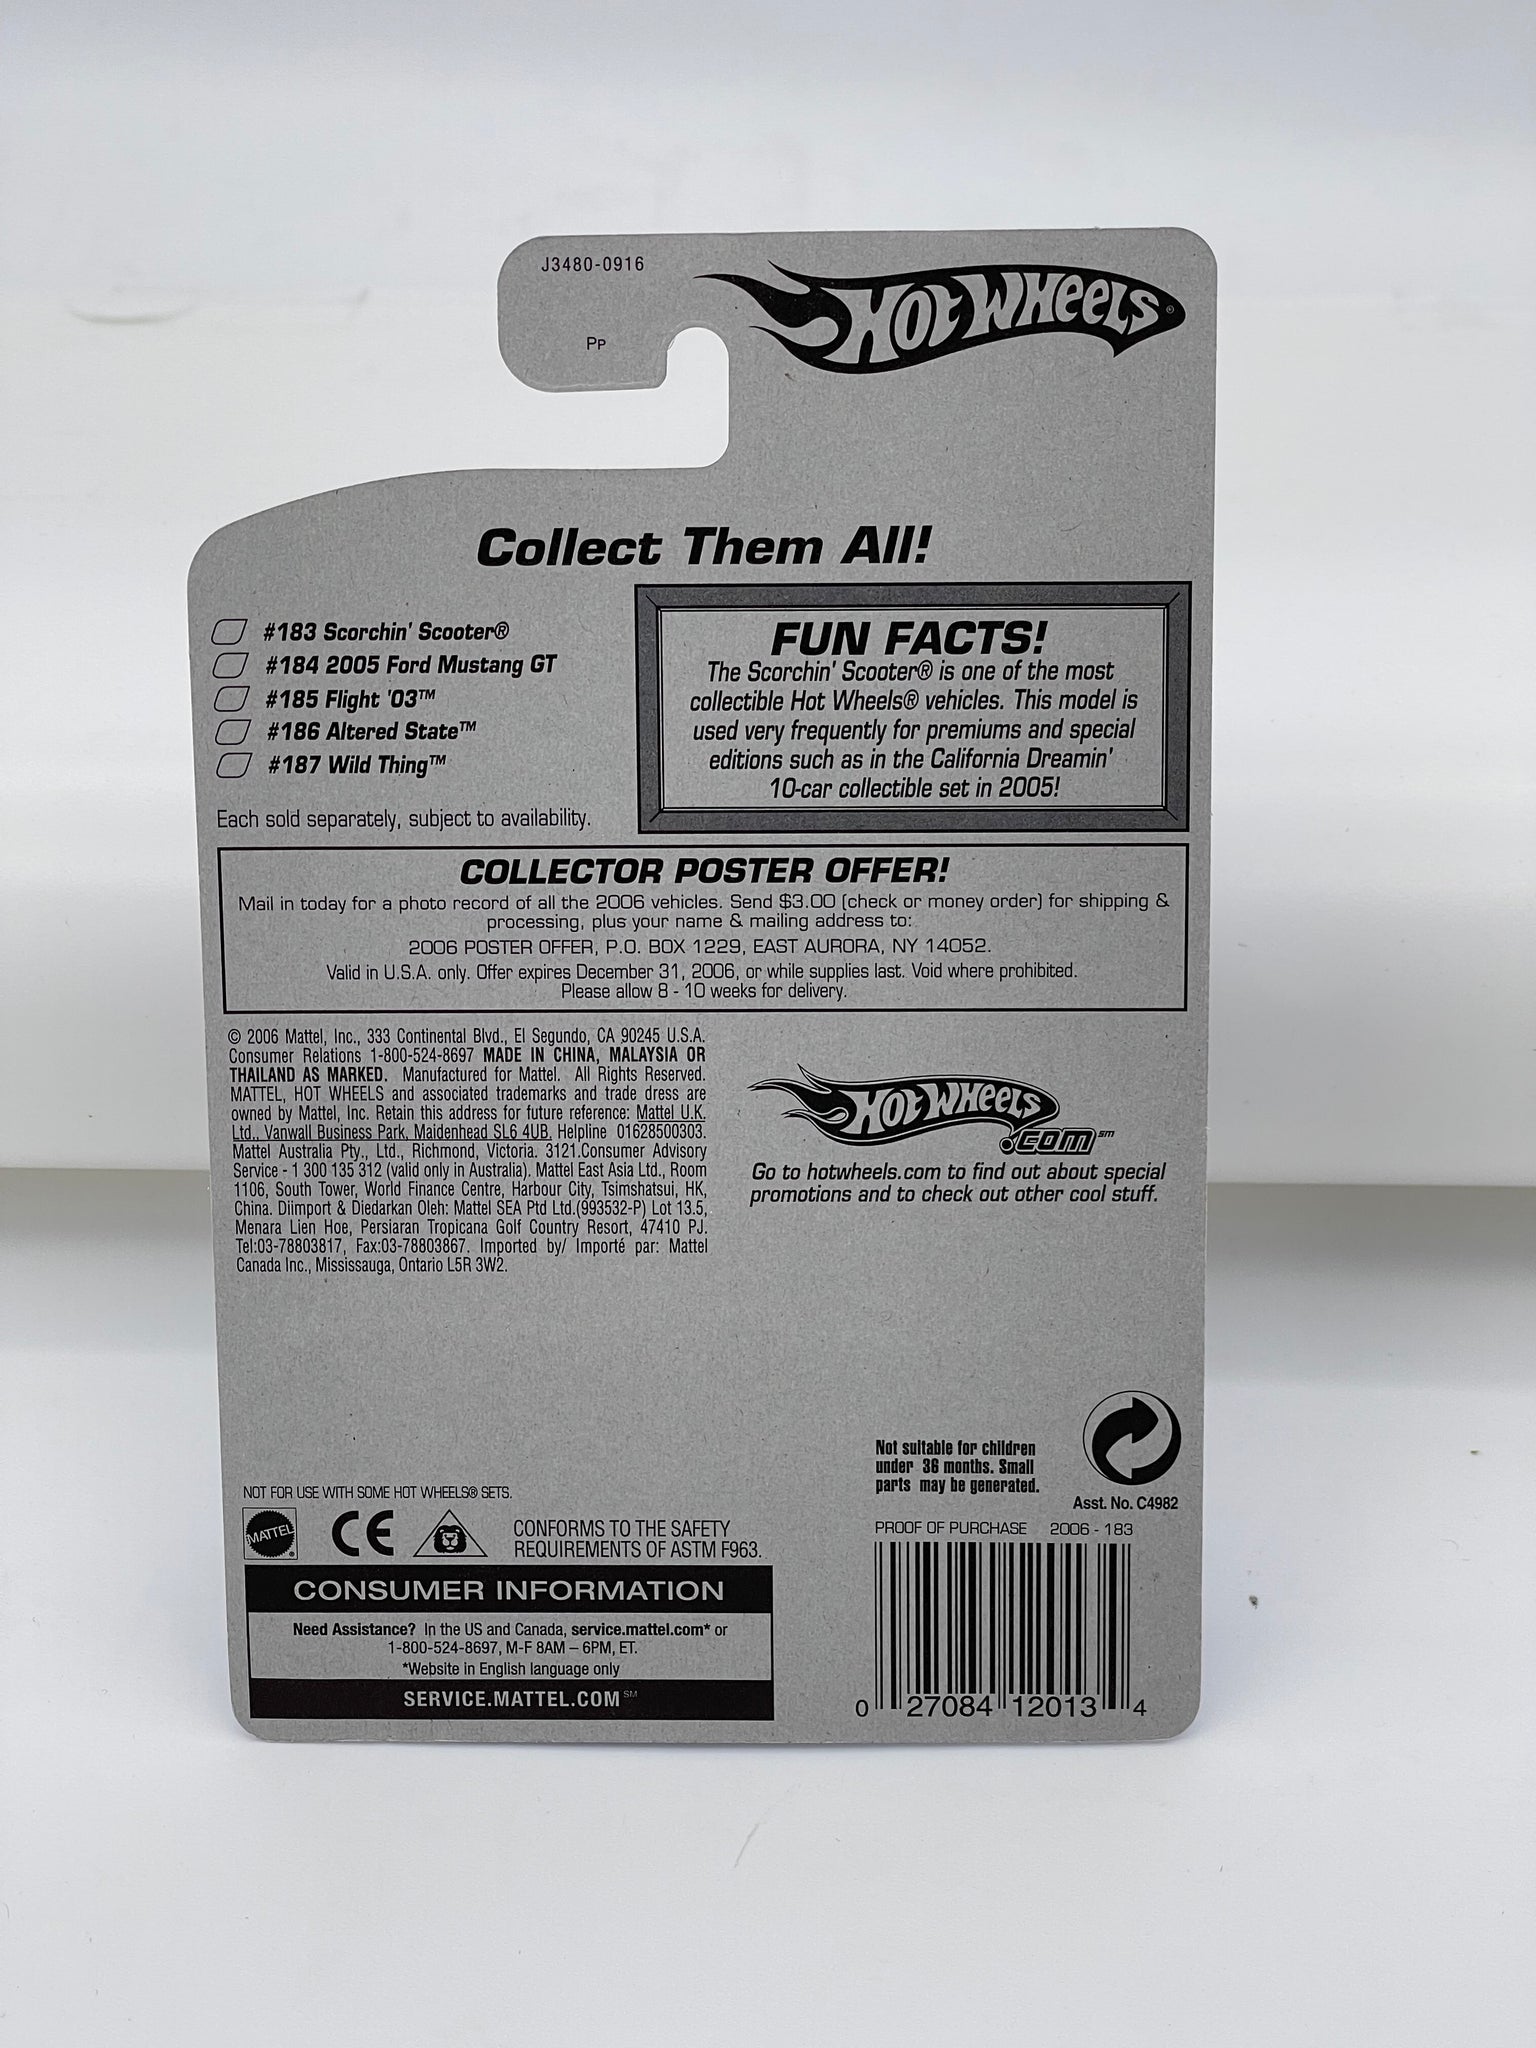 J3480-0916
HOT WHEELS®
PP
Collect Them All!
#183 Scorchin' Scooter®
#184 2005 Ford Mustang GT
#185 Flight '03™
#186 Altered State™
#187 Wild Thing™
Each sold separately, subject to availability.
FUN FACTS!
The Scorchin' Scooter® is one of the most
collectible Hot Wheels® vehicles. This model is
used very frequently for premiums and special
editions such as in the California Dreamin'
10-car collectible set in 2005!
COLLECTOR POSTER OFFER!
Mail in today for a photo record of all the 2006 vehicles. Send $3.00 (check or money order) for shipping &
processing, plus your name & mailing address to:
2006 POSTER OFFER, P.O. BOX 1229, EAST AURORA, NY 14052.
Valid in U.S.A. only. Offer expires December 31, 2006, or while supplies last. Void where prohibited.
Please allow 8 - 10 weeks for delivery.
© 2006 Mattel, Inc., 333 Continental Blvd., El Segundo, CA 90245 U.S.A.
Consumer Relations 1-800-524-8697 MADE IN CHINA, MALAYSIA OR
THAILAND AS MARKED. Manufactured for Mattel. All Rights Reserved.
MATTEL, HOT WHEELS and associated trademarks and trade dress are
owned by Mattel, Inc. Retain this address for future reference: Mattel U.K.
Ltd., Vanwall Business Park, Maidenhead SL6 4UB. Helpline 01628500303.
Mattel Australia Pty., Ltd., Richmond, Victoria. 3121.Consumer Advisory
Service - 1 300 135 312 (valid only in Australia). Mattel East Asia Ltd., Room
1106, South Tower, World Finance Centre, Harbour City, Tsimshatsui, HK,
China. Diimport & Diedarkan Oleh: Mattel SEA Ptd Ltd.(993532-P) Lot 13.5,
Menara Lien Hoe, Persiaran Tropicana Golf Country Resort, 47410 PJ.
Tel:03-78803817, Fax:03-78803867. Imported by/ Importé par: Mattel
Canada Inc., Mississauga, Ontario L5R 3W2.
HOT WHEELS
.COM℠
Go to hotwheels.com to find out about special
promotions and to check out other cool stuff.
Not suitable for children
under 36 months. Small
parts may be generated.
Asst. No. C4982
NOT FOR USE WITH SOME HOT WHEELS® SETS.
MATTEL®
CE
CONFORMS TO THE SAFETY
REQUIREMENTS OF ASTM F963.
CONSUMER INFORMATION
Need Assistance? In the US and Canada, service.mattel.com* or
1-800-524-8697, M-F 8AM – 6PM, ET.
*Website in English language only
SERVICE.MATTEL.COM℠
PROOF OF PURCHASE 2006 - 183
0 27084 12013 4